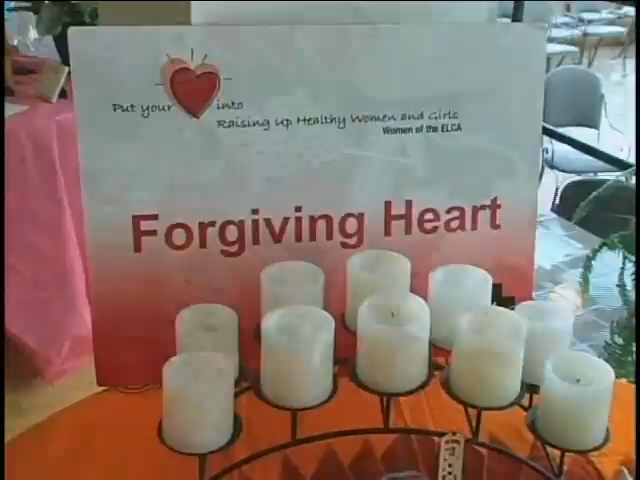 Put your into
Raising up Healthy Women and Girls
Women of the ELCA
Forgiving Heart